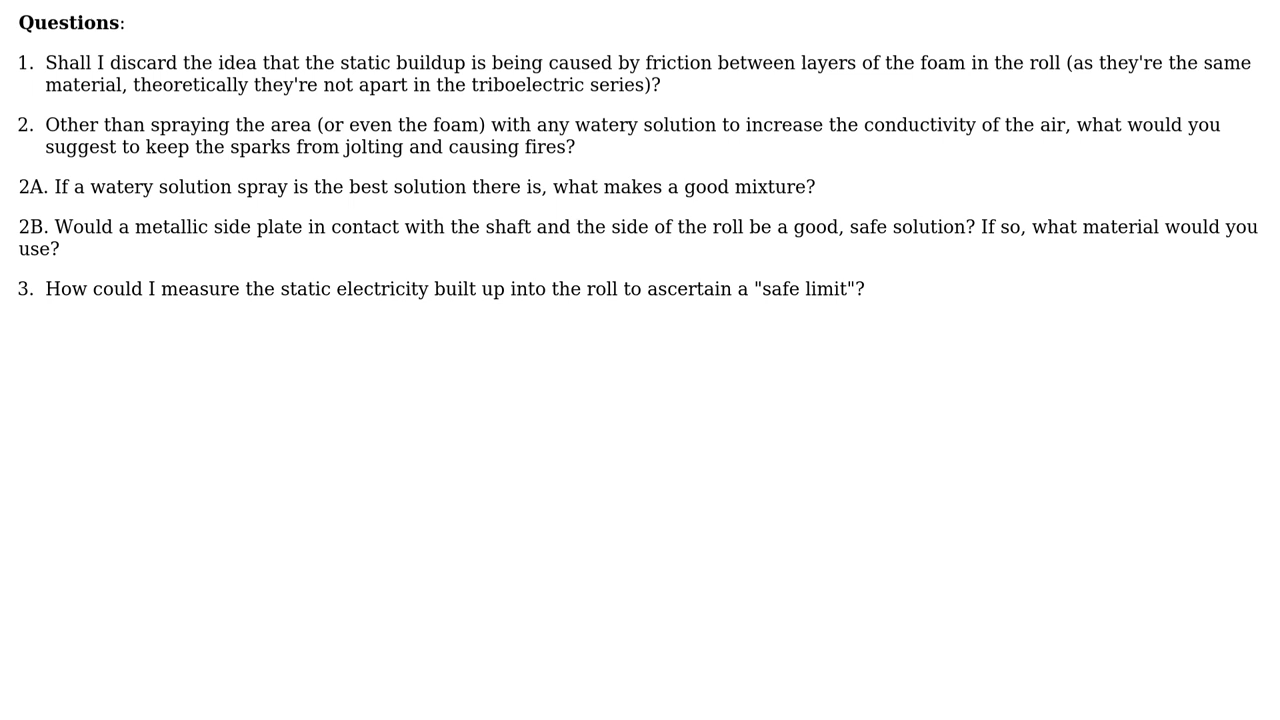 Questions:
1. Shall I discard the idea that the static buildup is being caused by friction between layers of the foam in the roll (as they're the same
material, theoretically they're not apart in the triboelectric series)?
2. Other than spraying the area (or even the foam) with any watery solution to increase the conductivity of the air, what would you
suggest to keep the sparks from jolting and causing fires?
2A. If a watery solution spray is the best solution there is, what makes a good mixture?
2B. Would a metallic side plate in contact with the shaft and the side of the roll be a good, safe solution? If so, what material would you
use?
3. How could I measure the static electricity built up into the roll to ascertain a "safe limit"?